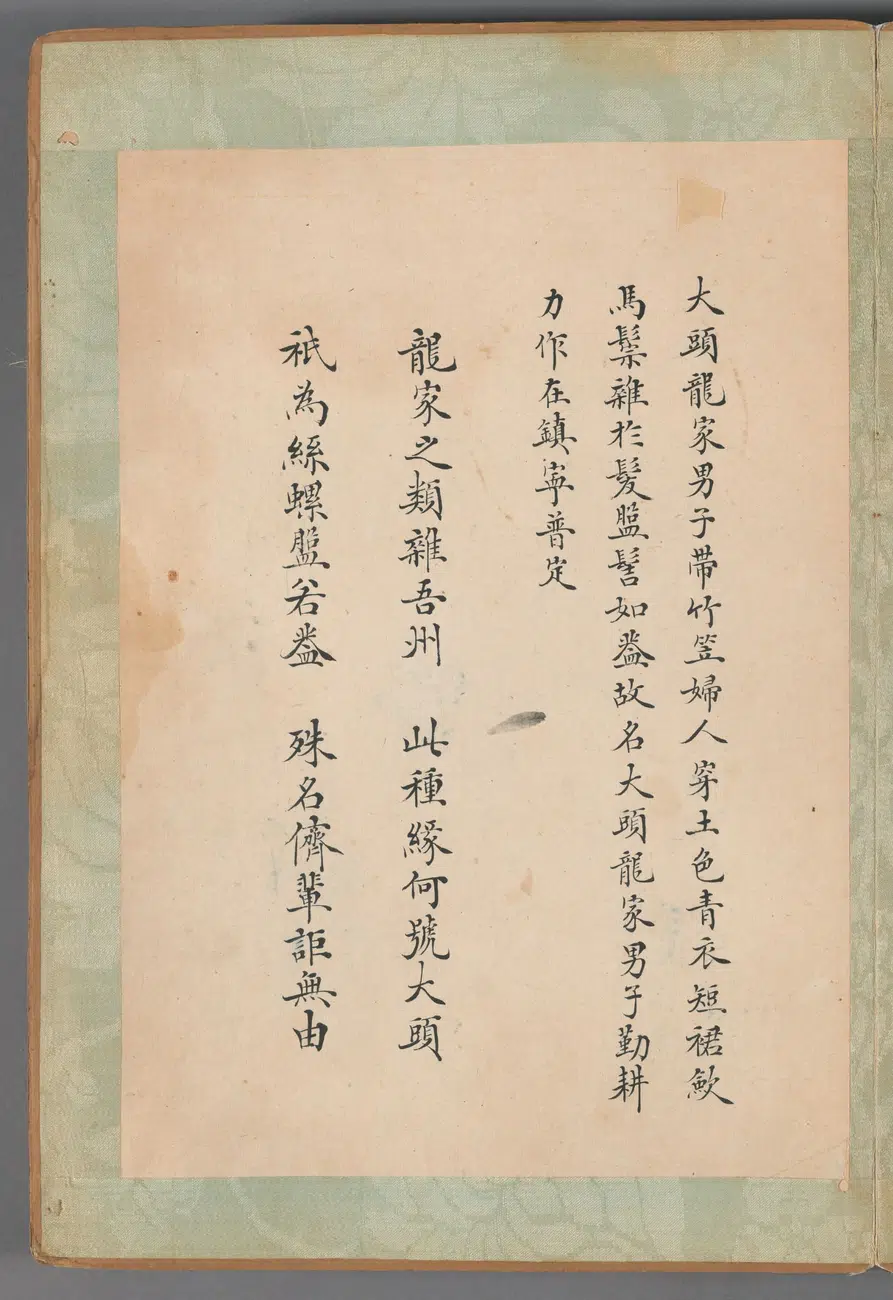 大頭龍家男子帶竹笠婦人穿土色青衣短裙歛
馬鬃雜於髮盤髻如葢故名大頭龍家男子勤耕
力作在鎮寧普定
龍家之類雜吾州　此種緣何號大頭
祇為絲螺盤若葢　殊名儕輩詎無由